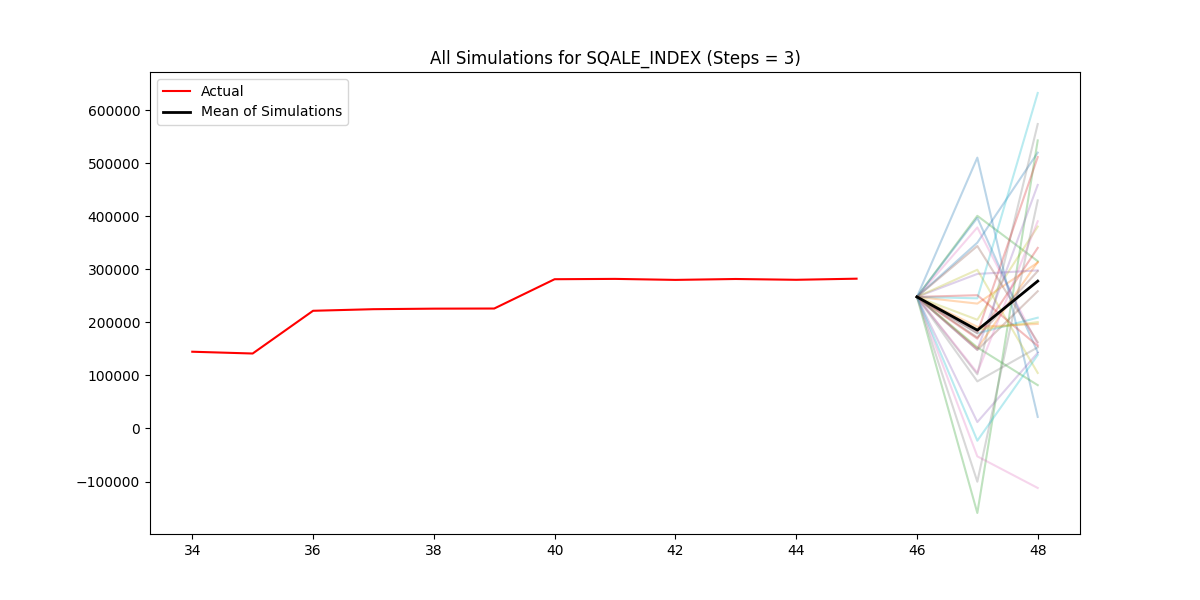 All Simulations for SQALE_INDEX (Steps = 3)
Actual
Mean of Simulations
600000
500000
400000
300000
200000
100000
0
−100000
34 36 38 40 42 44 46 48